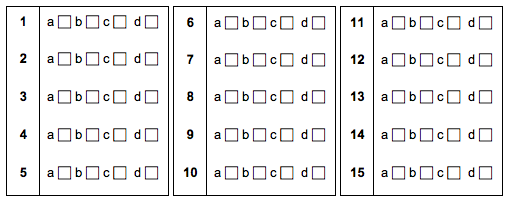 1 a b c d
2 a b c d
3 a b c d
4 a b c d
5 a b c d
6 a b c d
7 a b c d
8 a b c d
9 a b c d
10 a b c d
11 a b c d
12 a b c d
13 a b c d
14 a b c d
15 a b c d